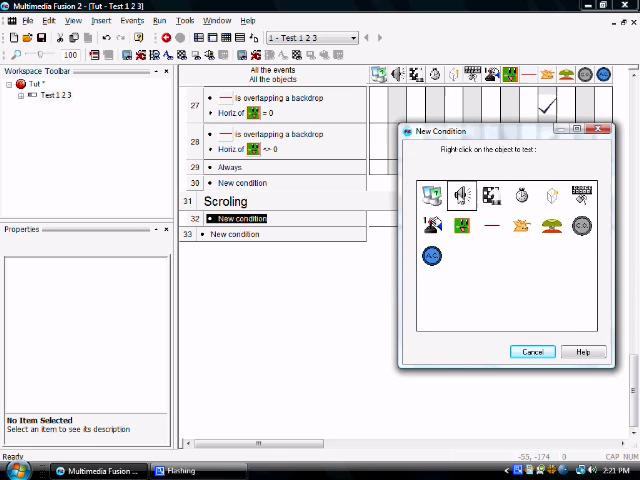 Multimedia Fusion 2 - [Tut - Test 1 2 3]
File Edit View Insert Events Run Tools Window Help
1 - Test 1 2 3
100
Workspace Toolbar
Tut *
Test 1 2 3
All the events
All the objects
27
is overlapping a backdrop
Horiz of = 0
28
is overlapping a backdrop
Horiz of <> 0
29 Always
30 New condition
31 Scroling
32 New condition
33 New condition
New Condition
Right-click on the object to test :
Cancel Help
Properties
No Item Selected
Select an item to see its description
Ready
-55, -174 0 CAP NUM
Multimedia Fusion ...
Flashing
2:21 PM